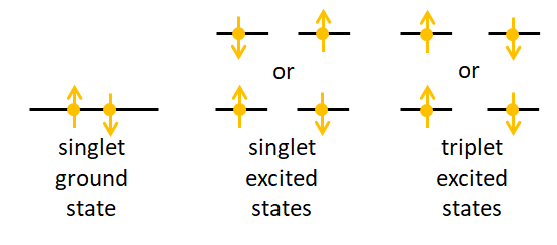 or
or
singlet
ground
state
singlet
excited
states
triplet
excited
states